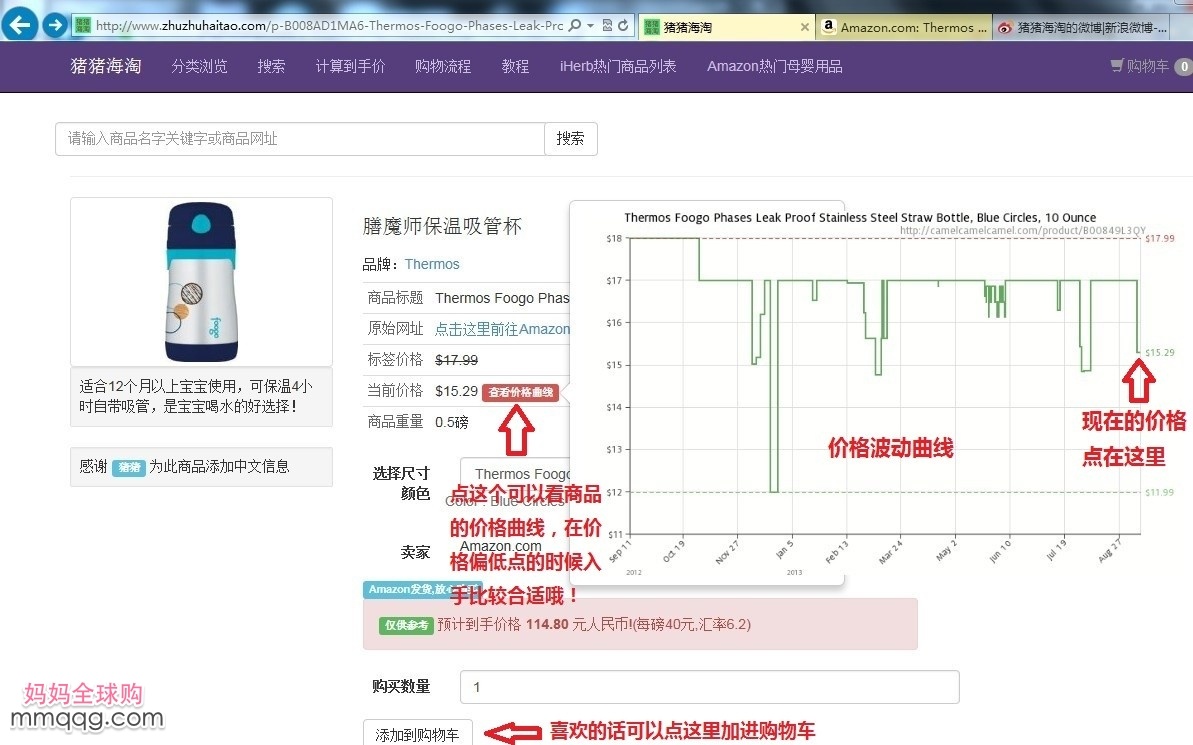 http://www.zhuzhuhaitao.com/p-B008AD1MA6-Thermos-Foogo-Phases-Leak-Prc
猪猪海淘
Amazon.com: Thermos ...
猪猪海淘的微博|新浪微博-...
猪猪海淘 分类浏览 搜索 计算到手价 购物流程 教程 iHerb热门商品列表 Amazon热门母婴用品 购物车 0
请输入商品名字关键字或商品网址 搜索
foogo
适合12个月以上宝宝使用，可保温4小
时自带吸管，是宝宝喝水的好选择！
感谢 猪猪 为此商品添加中文信息
膳魔师保温吸管杯
品牌：Thermos
商品标题 Thermos Foogo Phas
原始网址 点击这里前往Amazon
标签价格 $17.99
当前价格 $15.29 查看价格曲线
商品重量 0.5磅
选择尺寸 Thermos Foogo
颜色
Color : Blue Circles
卖家 Amazon.com
Amazon发货,放心
点这个可以看商品
的价格曲线，在价
格偏低点的时候入
手比较合适哦！
Thermos Foogo Phases Leak Proof Stainless Steel Straw Bottle, Blue Circles, 10 Ounce
http://camelcamelcamel.com/product/B00849L3QY
$18
$17
$16
$15
$14
$13
$12
$11
$17.99
$15.29
$11.99
Sep 11 Oct 19 Nov 27 Jan 5 Feb 13 Mar 24 May 2 Jun 10 Jul 19 Aug 27
2012 2013
价格波动曲线
现在的价格
点在这里
仅供参考 预计到手价格 114.80 元人民币!(每磅40元,汇率6.2)
购买数量 1
添加到购物车
喜欢的话可以点这里加进购物车
妈妈全球购
mmqqg.com